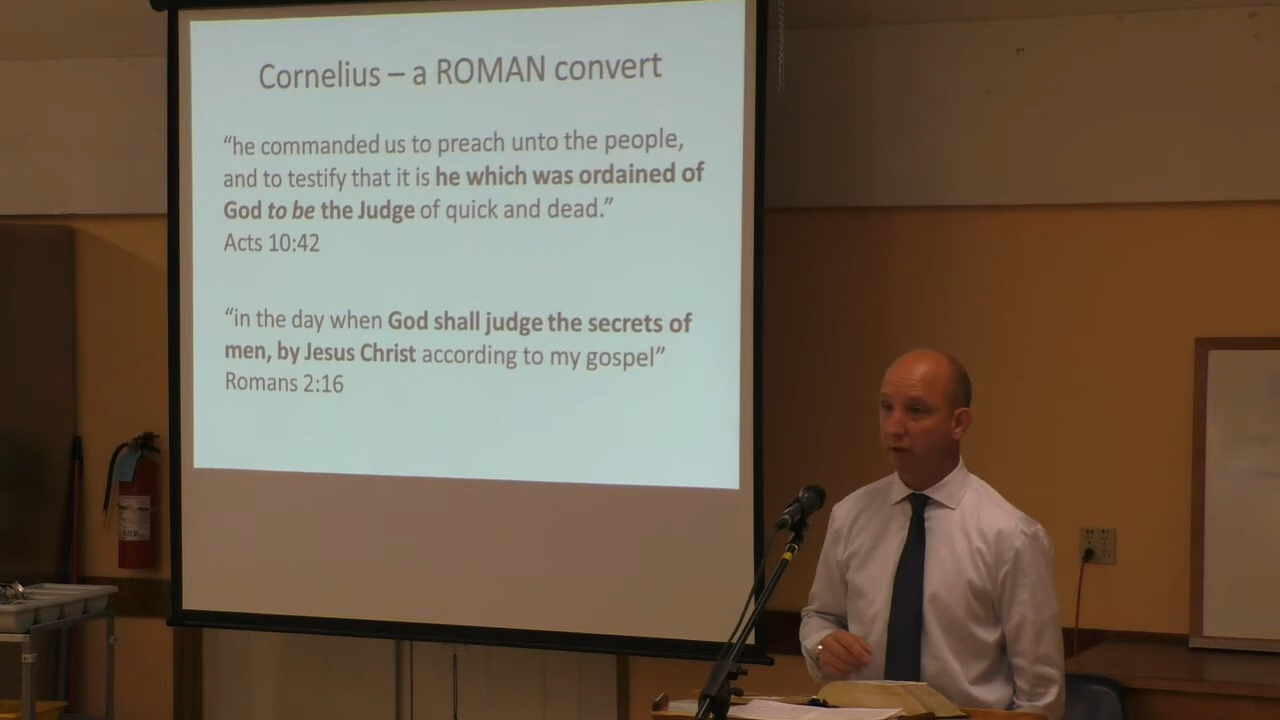 Cornelius – a ROMAN convert
“he commanded us to preach unto the people,
and to testify that it is he which was ordained of
God to be the Judge of quick and dead.”
Acts 10:42
“in the day when God shall judge the secrets of
men, by Jesus Christ according to my gospel”
Romans 2:16